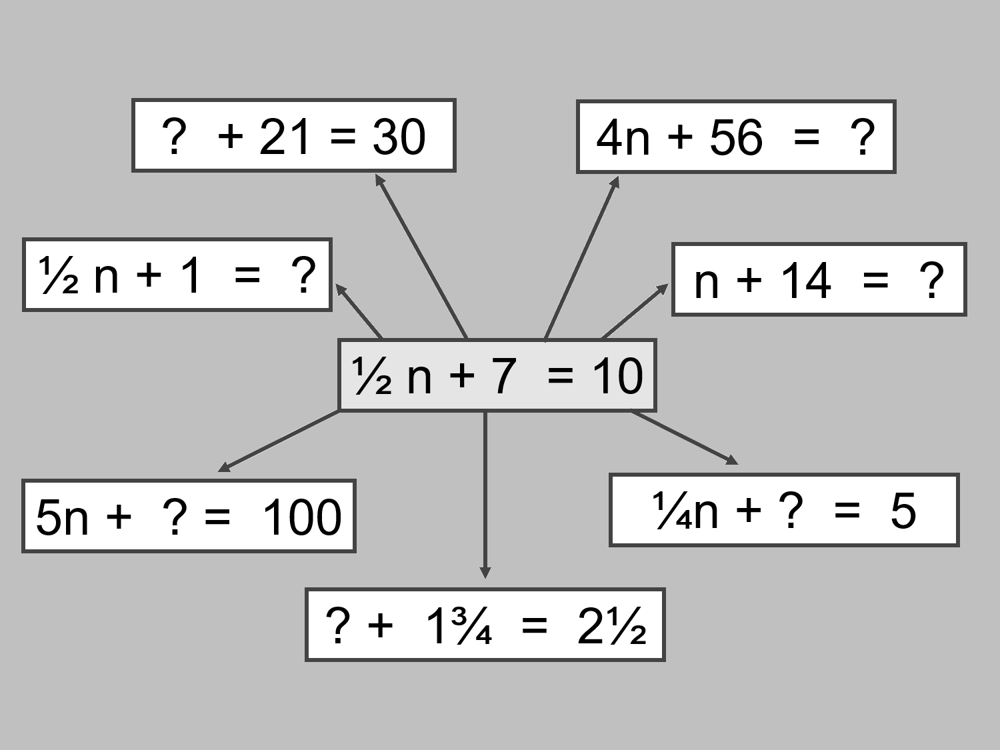 ? + 21 = 30
4n + 56 = ?
½ n + 1 = ?
n + 14 = ?
½ n + 7 = 10
5n + ? = 100
¼n + ? = 5
? + 1¾ = 2½